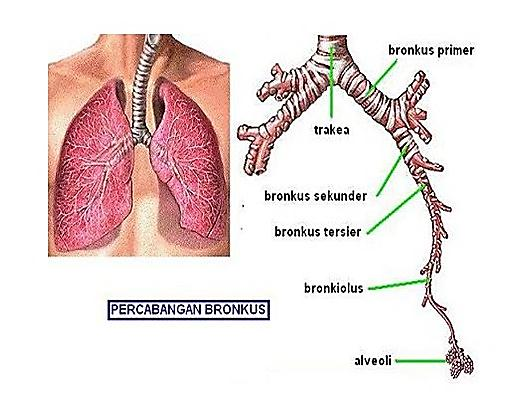 bronkus primer
trakea
bronkus sekunder
bronkus tersier
bronkiolus
PERCABANGAN BRONKUS
alveoli